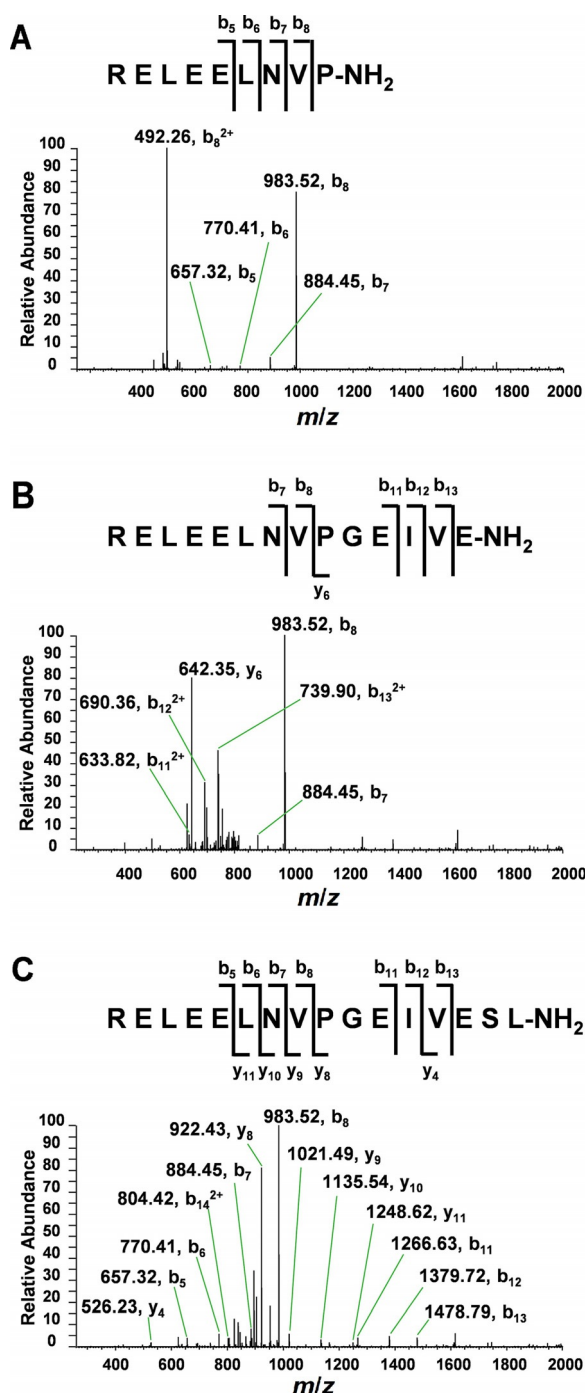 A
b5 b6 b7 b8
R E L E E L N V P-NH2
492.26, b8 2+
983.52, b8
770.41, b6
657.32, b5
884.45, b7
Relative Abundance
100
90
80
70
60
50
40
30
20
10
0
400 600 800 1000 1200 1400 1600 1800 2000
m/z
B
b7 b8 b11 b12 b13
R E L E E L N V P G E I V E-NH2
y6
983.52, b8
642.35, y6
690.36, b12 2+
739.90, b13 2+
633.82, b11 2+
884.45, b7
Relative Abundance
100
90
80
70
60
50
40
30
20
10
0
400 600 800 1000 1200 1400 1600 1800 2000
m/z
C
b5 b6 b7 b8 b11 b12 b13
R E L E E L N V P G E I V E S L-NH2
y11 y10 y9 y8 y4
983.52, b8
922.43, y8
1021.49, y9
884.45, b7
1135.54, y10
804.42, b14 2+
1248.62, y11
770.41, b6
1266.63, b11
657.32, b5
1379.72, b12
526.23, y4
1478.79, b13
Relative Abundance
100
90
80
70
60
50
40
30
20
10
0
400 600 800 1000 1200 1400 1600 1800 2000
m/z